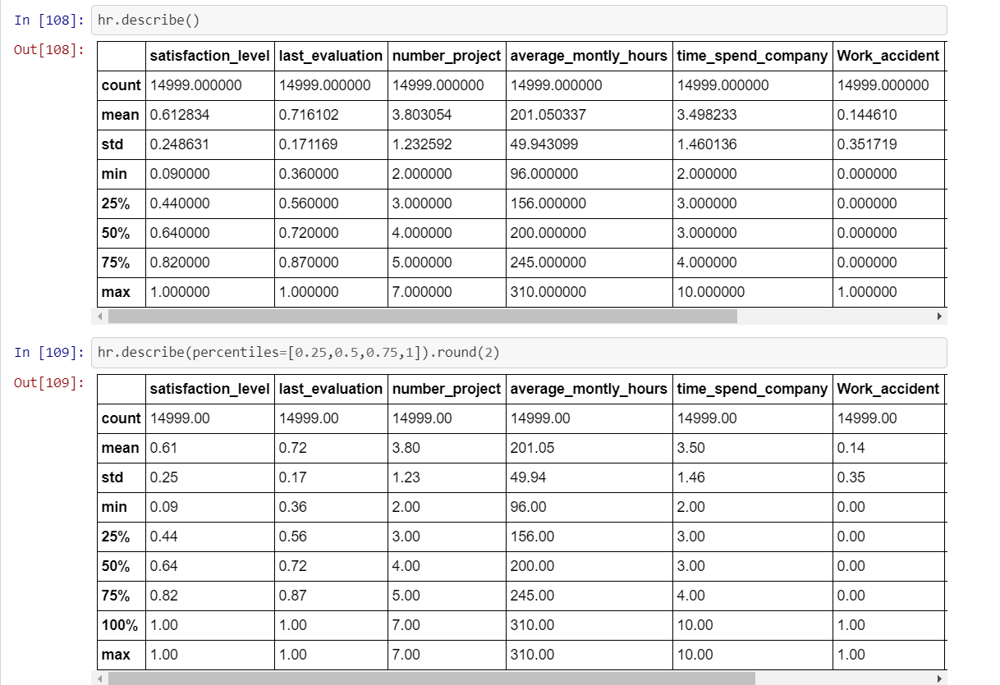 In [108]: hr.describe()
Out[108]:
satisfaction_level last_evaluation number_project average_montly_hours time_spend_company Work_accident
count 14999.000000 14999.000000 14999.000000 14999.000000 14999.000000 14999.000000
mean 0.612834 0.716102 3.803054 201.050337 3.498233 0.144610
std 0.248631 0.171169 1.232592 49.943099 1.460136 0.351719
min 0.090000 0.360000 2.000000 96.000000 2.000000 0.000000
25% 0.440000 0.560000 3.000000 156.000000 3.000000 0.000000
50% 0.640000 0.720000 4.000000 200.000000 3.000000 0.000000
75% 0.820000 0.870000 5.000000 245.000000 4.000000 0.000000
max 1.000000 1.000000 7.000000 310.000000 10.000000 1.000000
In [109]: hr.describe(percentiles=[0.25,0.5,0.75,1]).round(2)
Out[109]:
satisfaction_level last_evaluation number_project average_montly_hours time_spend_company Work_accident
count 14999.00 14999.00 14999.00 14999.00 14999.00 14999.00
mean 0.61 0.72 3.80 201.05 3.50 0.14
std 0.25 0.17 1.23 49.94 1.46 0.35
min 0.09 0.36 2.00 96.00 2.00 0.00
25% 0.44 0.56 3.00 156.00 3.00 0.00
50% 0.64 0.72 4.00 200.00 3.00 0.00
75% 0.82 0.87 5.00 245.00 4.00 0.00
100% 1.00 1.00 7.00 310.00 10.00 1.00
max 1.00 1.00 7.00 310.00 10.00 1.00